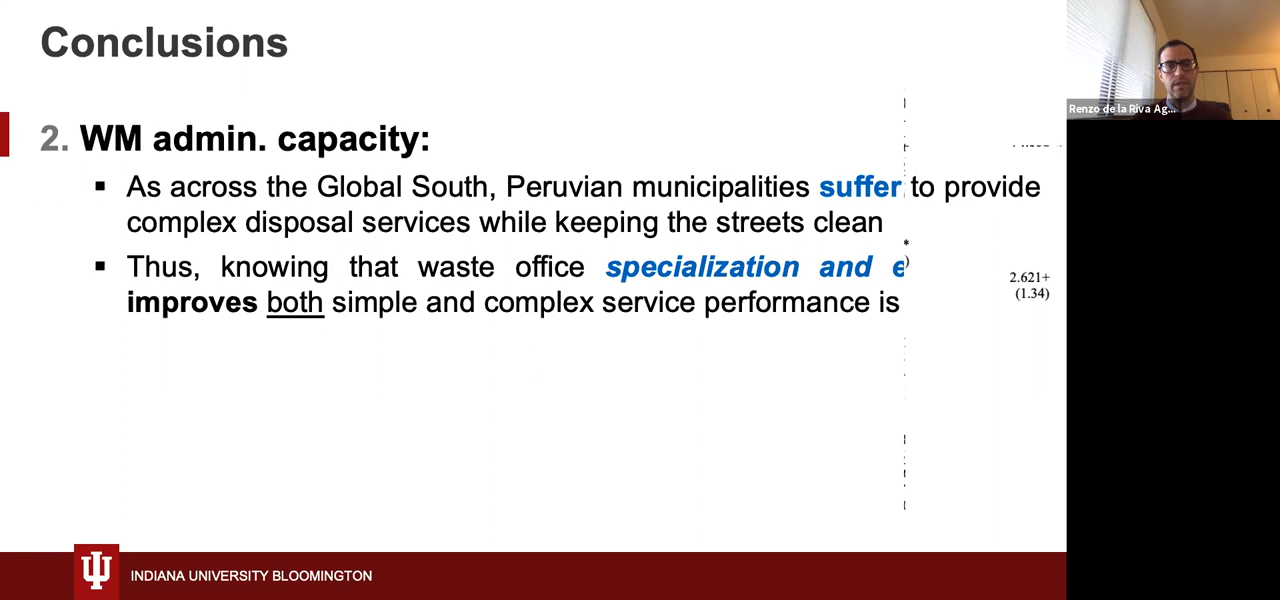 Conclusions
2. WM admin. capacity:
▪ As across the Global South, Peruvian municipalities suffer to provide
complex disposal services while keeping the streets clean
▪ Thus, knowing that waste office specialization and e
improves both simple and complex service performance is
*
)
2.621+
(1.34)
INDIANA UNIVERSITY BLOOMINGTON
Renzo de la Riva Ag...